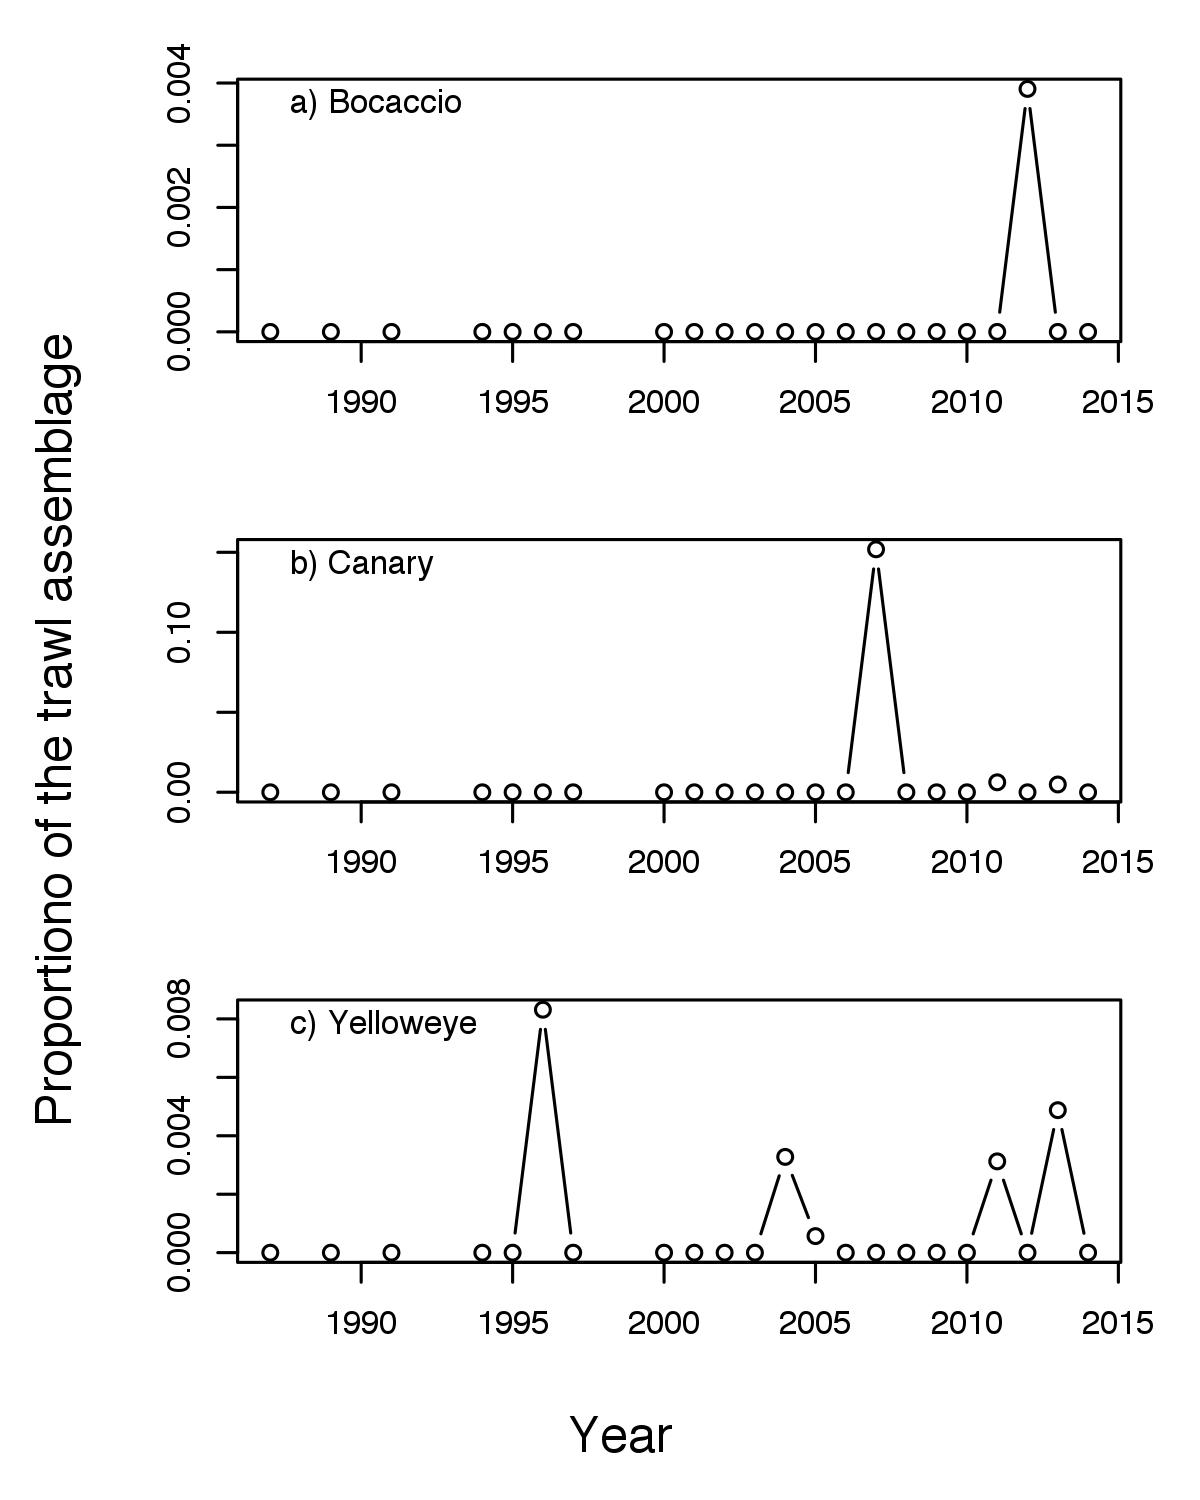 Proportiono of the trawl assemblage
a) Bocaccio
0.004
0.002
0.000
1990 1995 2000 2005 2010 2015
b) Canary
0.10
0.00
1990 1995 2000 2005 2010 2015
c) Yelloweye
0.008
0.004
0.000
1990 1995 2000 2005 2010 2015
Year